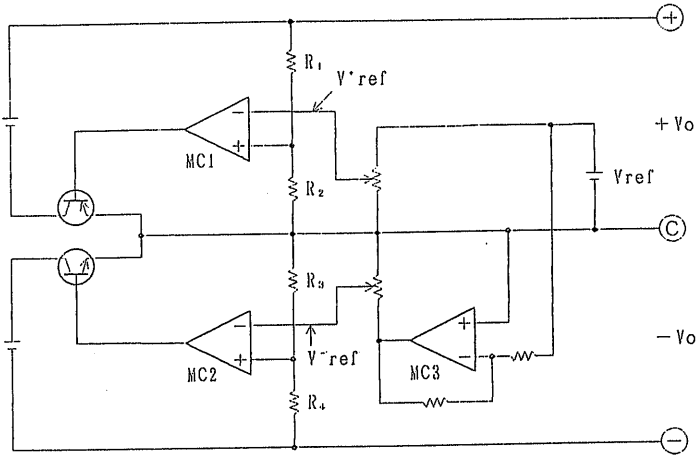 +
R₁
V⁺ref
−
+
MC1
+Vo
R₂
Vref
C
R₃
−
+
MC2
V⁻ref
+
−
MC3
−Vo
R₄
−